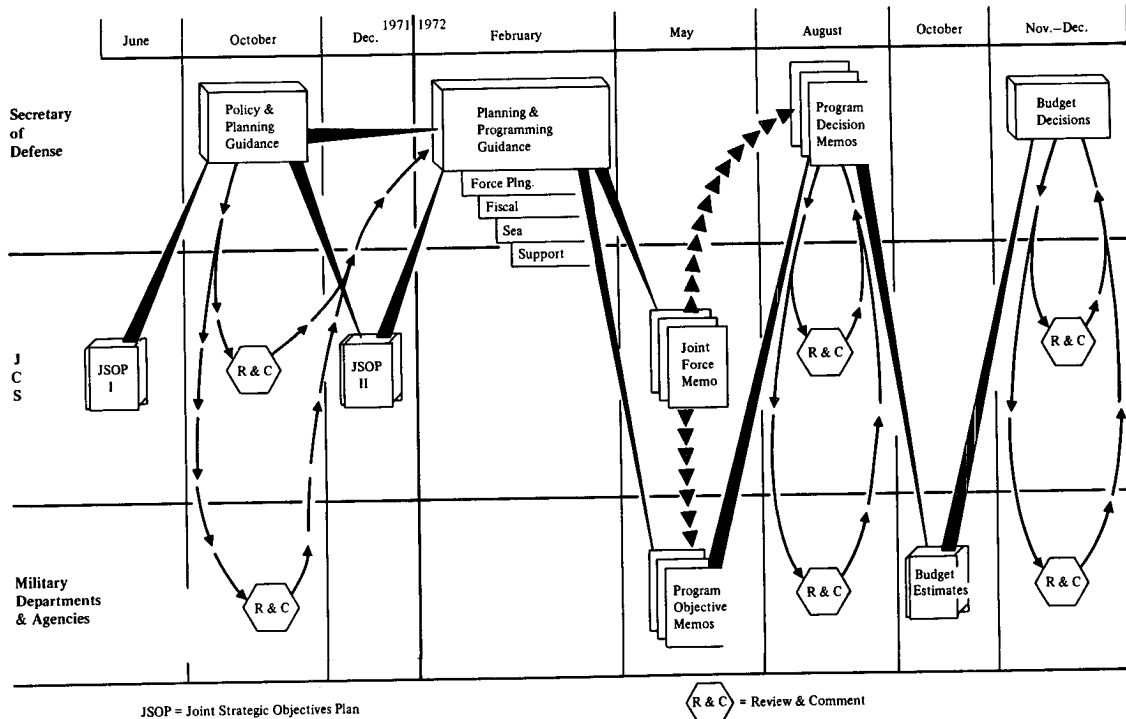 1971 1972
June October Dec. February May August October Nov.–Dec.
Secretary
of
Defense
Policy &
Planning
Guidance
Planning &
Programming
Guidance
Force Plng.
Fiscal
Sea
Support
Program
Decision
Memos
Budget
Decisions
J
C
S
JSOP
I
R & C
JSOP
II
Joint
Force
Memo
R & C
R & C
Military
Departments
& Agencies
R & C
Program
Objective
Memos
R & C
Budget
Estimates
R & C
JSOP = Joint Strategic Objectives Plan
R & C = Review & Comment